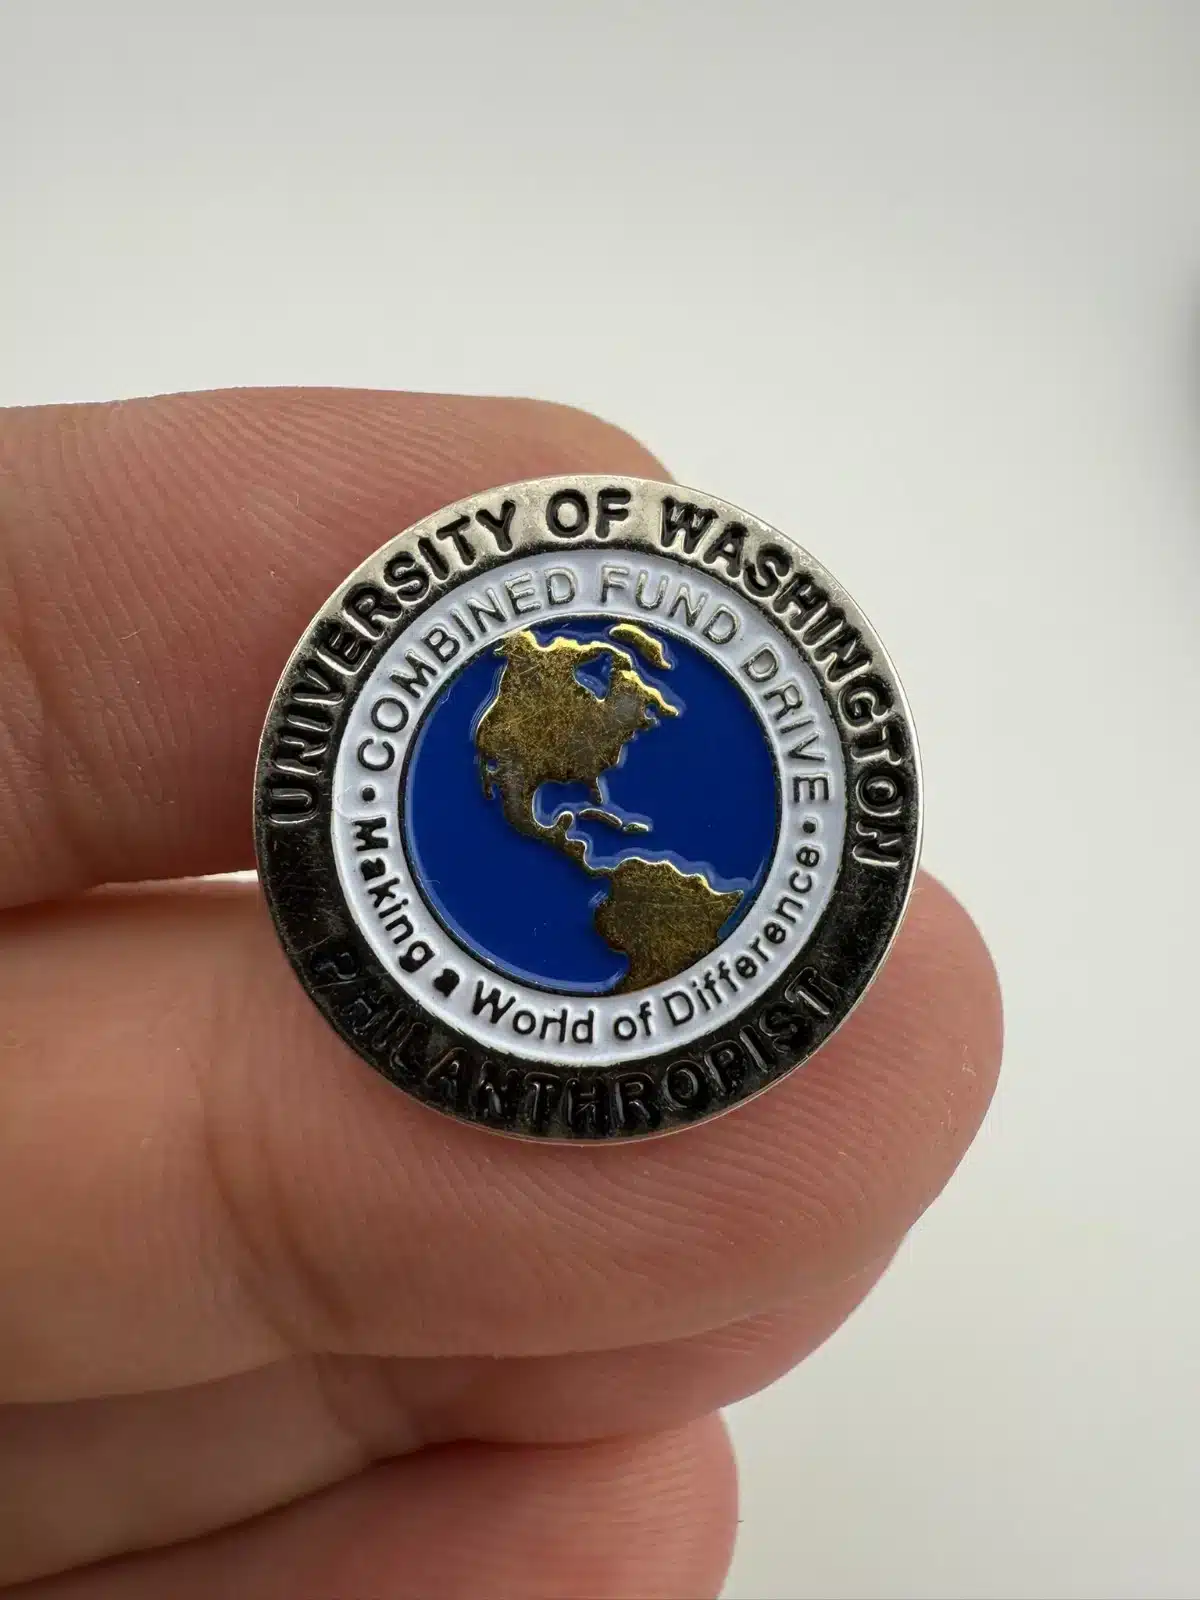 UNIVERSITY OF WASHINGTON
• COMBINED FUND DRIVE •
Making a World of Difference
PHILANTHROPIST